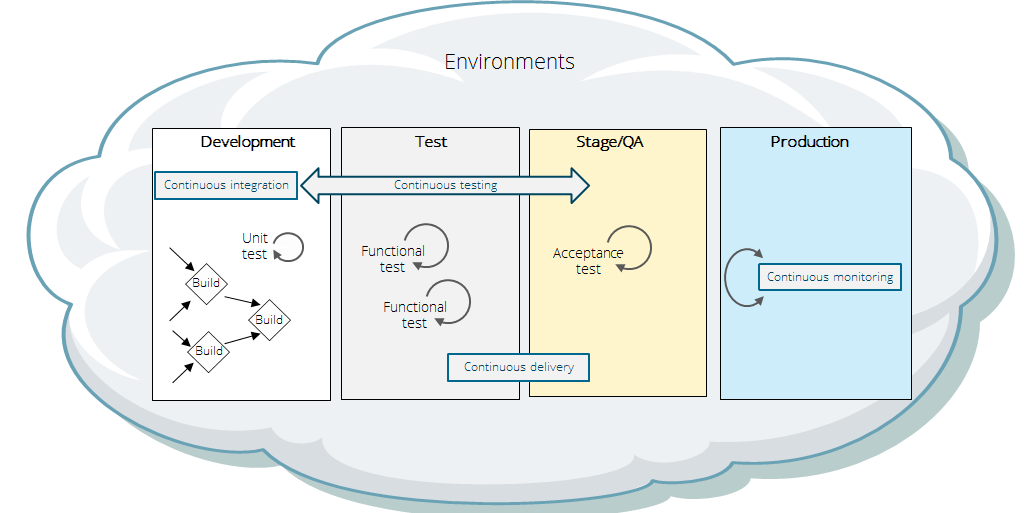 Environments
Development
Test
Stage/QA
Production
Continuous integration
Continuous testing
Unit
test
Functional
test
Acceptance
test
Continuous monitoring
Build
Functional
test
Build
Build
Continuous delivery